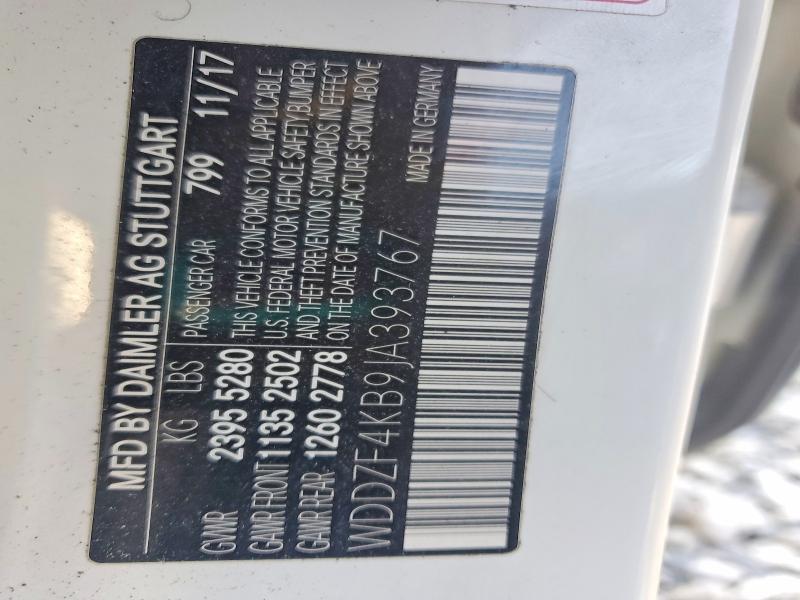 MFD BY DAIMLER AG STUTTGART
KG LBS PASSENGER CAR 799 11/17
GVWR 2395 5280 THIS VEHICLE CONFORMS TO ALL APPLICABLE
GAWR FRONT 1135 2502 U.S. FEDERAL MOTOR VEHICLE SAFETY/BUMPER
GAWR REAR 1260 2778 AND THEFT PREVENTION STANDARDS IN EFFECT
ON THE DATE OF MANUFACTURE SHOWN ABOVE
WDDZF4KB9JA393767 MADE IN GERMANY